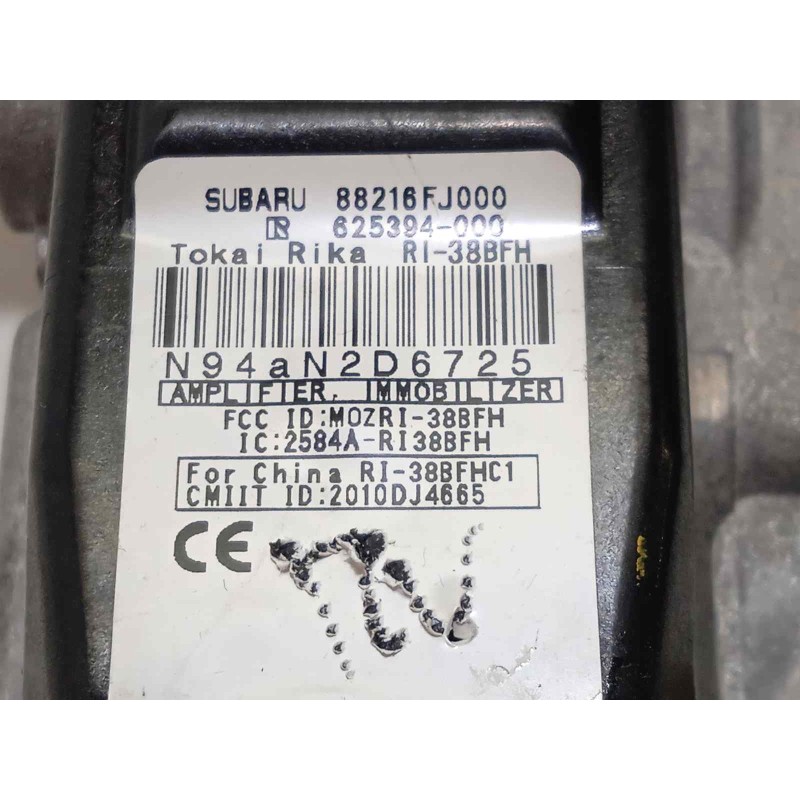 SUBARU 88216FJ000
R 625394-000
Tokai Rika RI-38BFH
N94aN2D6725
AMPLIFIER, IMMOBILIZER
FCC ID:MOZRI-38BFH
IC:2584A-RI38BFH
For China RI-38BFHC1
CMIIT ID:2010DJ4665
CE